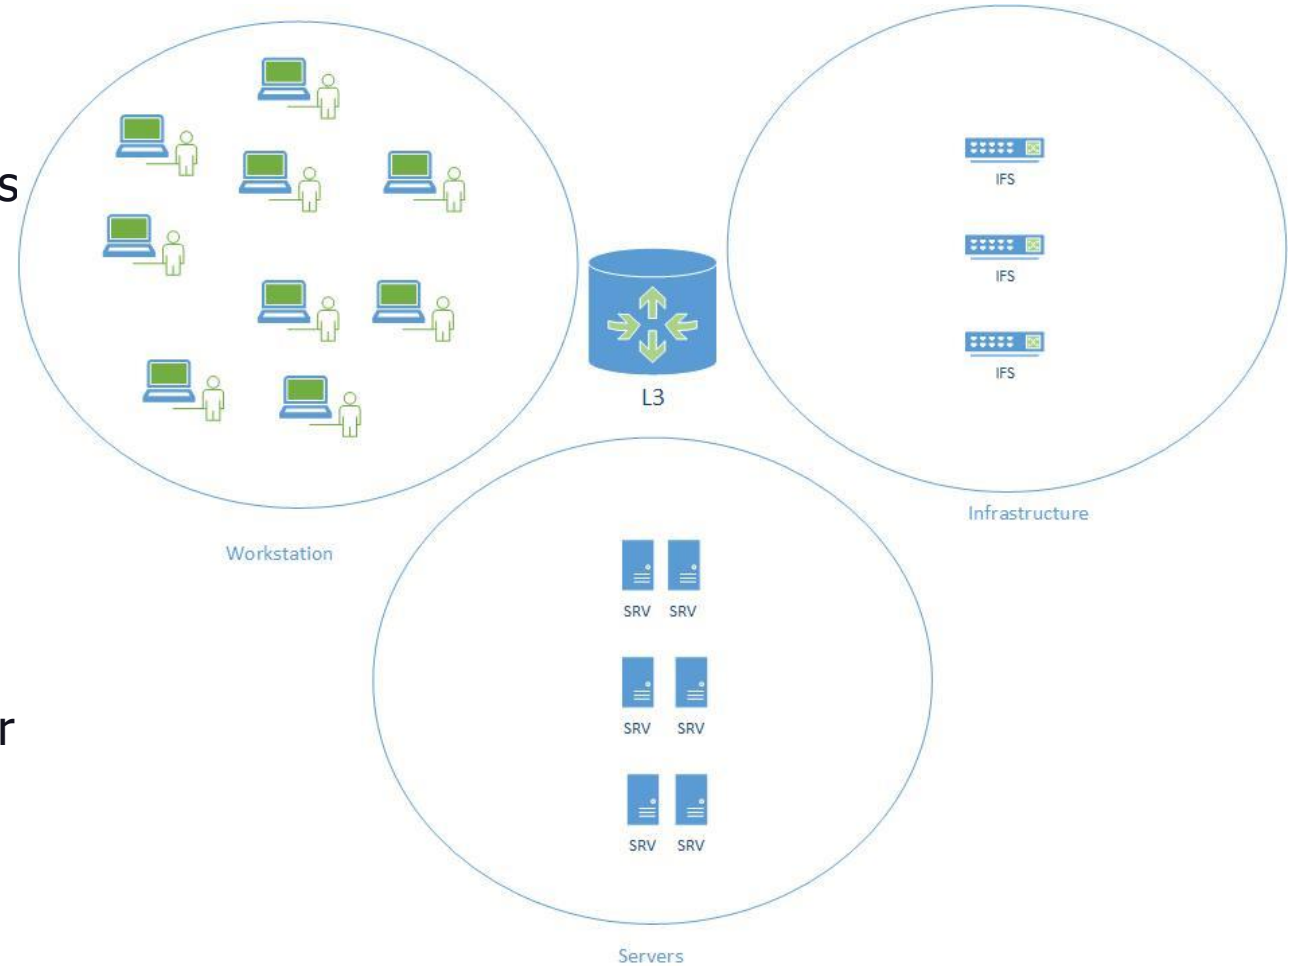 s
IFS
IFS
IFS
L3
Infrastructure
Workstation
SRV SRV
r
SRV SRV
SRV SRV
Servers